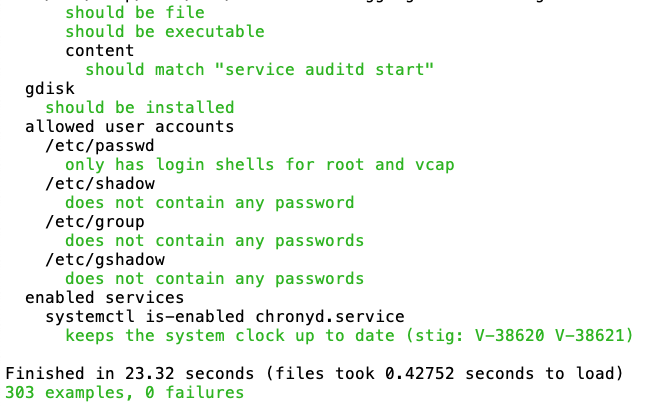 should be file
should be executable
content
should match "service auditd start"
gdisk
should be installed
allowed user accounts
/etc/passwd
only has login shells for root and vcap
/etc/shadow
does not contain any password
/etc/group
does not contain any passwords
/etc/gshadow
does not contain any passwords
enabled services
systemctl is-enabled chronyd.service
keeps the system clock up to date (stig: V-38620 V-38621)
Finished in 23.32 seconds (files took 0.42752 seconds to load)
303 examples, 0 failures